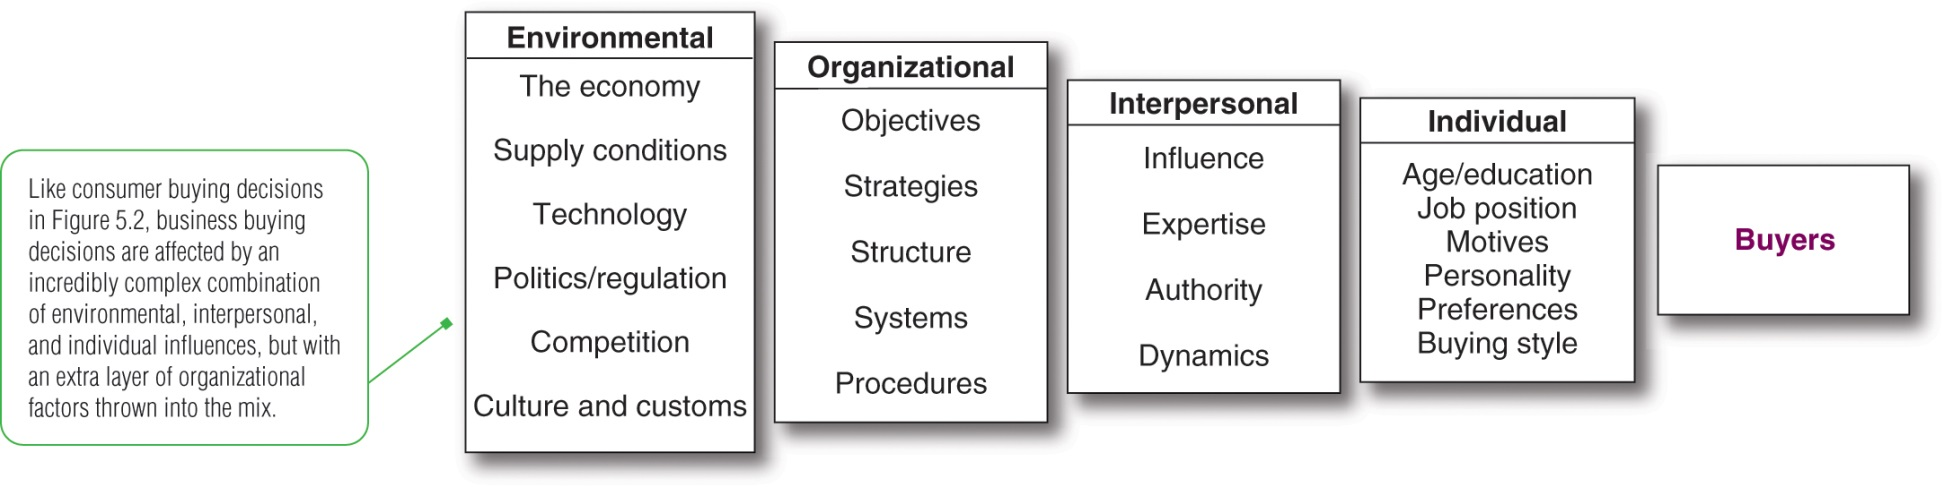 Like consumer buying decisions
in Figure 5.2, business buying
decisions are affected by an
incredibly complex combination
of environmental, interpersonal,
and individual influences, but with
an extra layer of organizational
factors thrown into the mix.
Environmental
The economy
Supply conditions
Technology
Politics/regulation
Competition
Culture and customs
Organizational
Objectives
Strategies
Structure
Systems
Procedures
Interpersonal
Influence
Expertise
Authority
Dynamics
Individual
Age/education
Job position
Motives
Personality
Preferences
Buying style
Buyers